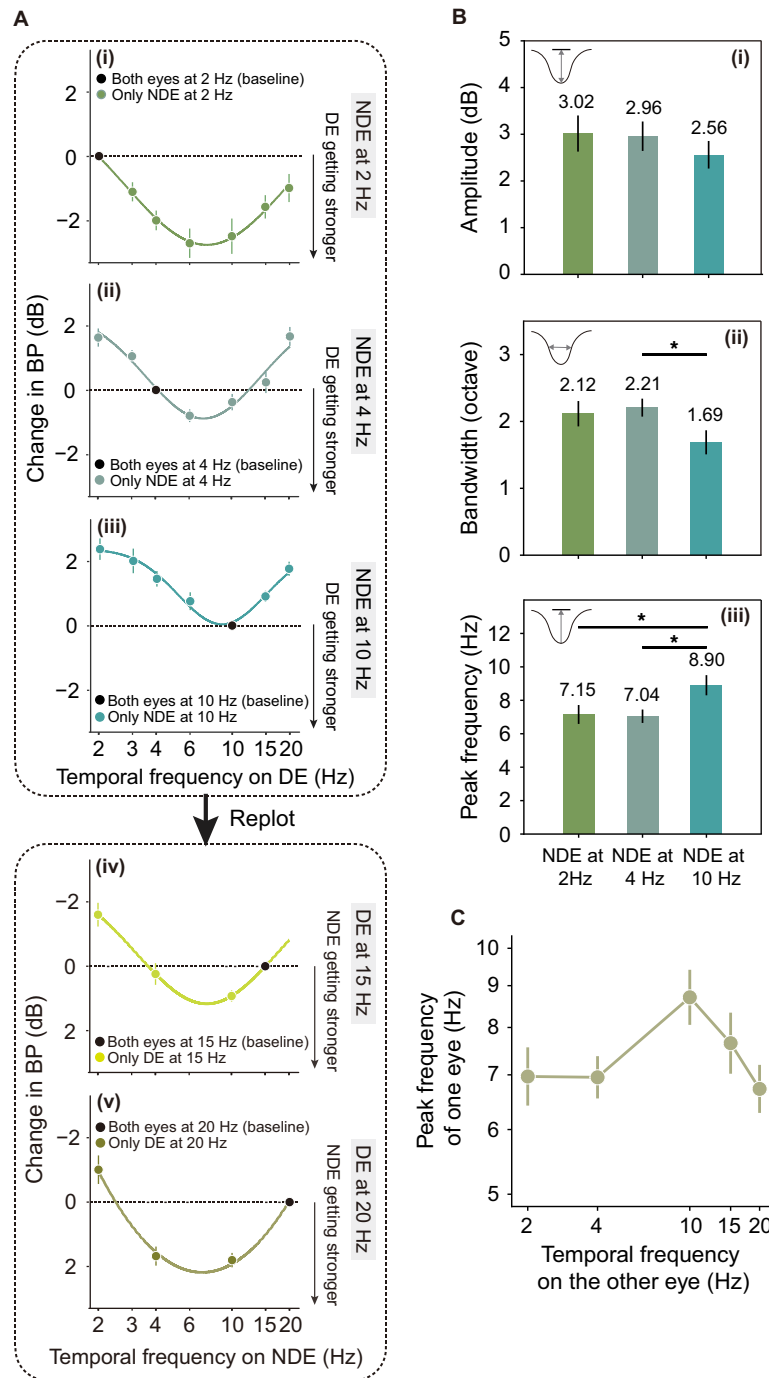 A
(i)
Both eyes at 2 Hz (baseline)
Only NDE at 2 Hz
2
0
−2
DE getting stronger
NDE at 2 Hz
(ii)
2
0
−2
Both eyes at 4 Hz (baseline)
Only NDE at 4 Hz
DE getting stronger
NDE at 4 Hz
Change in BP (dB)
(iii)
2
0
−2
Both eyes at 10 Hz (baseline)
Only NDE at 10 Hz
DE getting stronger
NDE at 10 Hz
2 3 4 6 10 15 20
Temporal frequency on DE (Hz)
Replot
(iv)
−2
0
2
Both eyes at 15 Hz (baseline)
Only DE at 15 Hz
NDE getting stronger
DE at 15 Hz
Change in BP (dB)
(v)
Both eyes at 20 Hz (baseline)
Only DE at 20 Hz
-2
0
2
NDE getting stronger
DE at 20 Hz
2 3 4 6 10 15 20
Temporal frequency on NDE (Hz)
B
(i)
Amplitude (dB)
5
4
3
2
1
0
3.02 2.96 2.56
(ii)
Bandwidth (octave)
3
2
1
0
*
2.12 2.21 1.69
(iii)
Peak frequency (Hz)
12
10
8
6
4
2
0
*
*
7.15 7.04 8.90
NDE at 2Hz
NDE at 4 Hz
NDE at 10 Hz
C
Peak frequency
of one eye (Hz)
10
9
8
7
6
5
2 4 10 15 20
Temporal frequency
on the other eye (Hz)